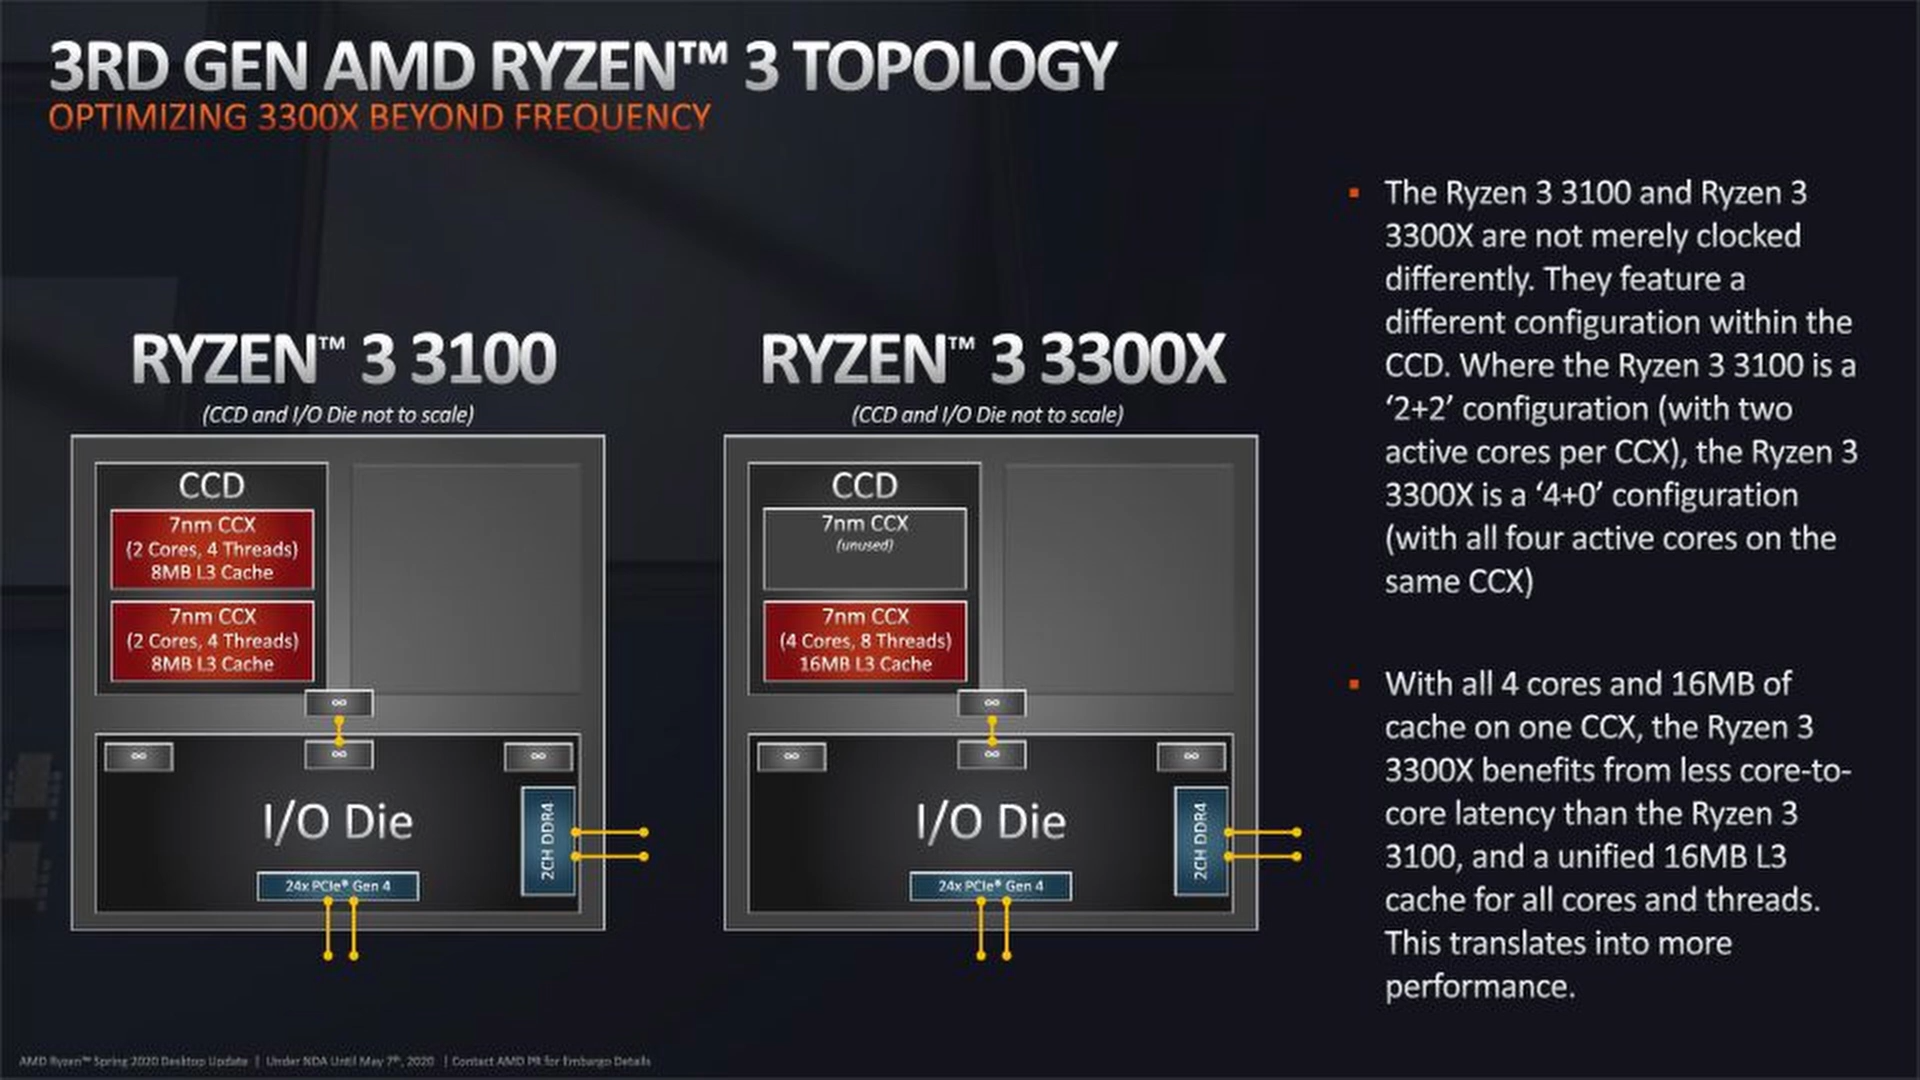 3RD GEN AMD RYZEN™ 3 TOPOLOGY
OPTIMIZING 3300X BEYOND FREQUENCY
RYZEN™ 3 3100
(CCD and I/O Die not to scale)
CCD
7nm CCX
(2 Cores, 4 Threads)
8MB L3 Cache
7nm CCX
(2 Cores, 4 Threads)
8MB L3 Cache
∞
∞
∞
∞
I/O Die
2CH DDR4
24x PCIe® Gen 4
RYZEN™ 3 3300X
(CCD and I/O Die not to scale)
CCD
7nm CCX
(unused)
7nm CCX
(4 Cores, 8 Threads)
16MB L3 Cache
∞
∞
∞
∞
I/O Die
2CH DDR4
24x PCIe® Gen 4
▪ The Ryzen 3 3100 and Ryzen 3
3300X are not merely clocked
differently. They feature a
different configuration within the
CCD. Where the Ryzen 3 3100 is a
‘2+2’ configuration (with two
active cores per CCX), the Ryzen 3
3300X is a ‘4+0’ configuration
(with all four active cores on the
same CCX)
▪ With all 4 cores and 16MB of
cache on one CCX, the Ryzen 3
3300X benefits from less core-to-
core latency than the Ryzen 3
3100, and a unified 16MB L3
cache for all cores and threads.
This translates into more
performance.
AMD Ryzen™ Spring 2020 Desktop Update | Under NDA Until May 7th, 2020 | Contact AMD PR for Embargo Details